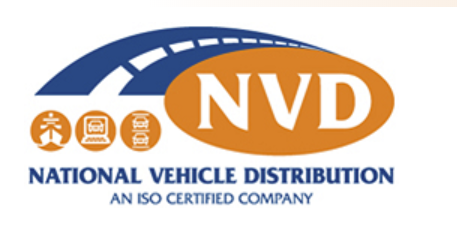 NVD
NATIONAL VEHICLE DISTRIBUTION
AN ISO CERTIFIED COMPANY